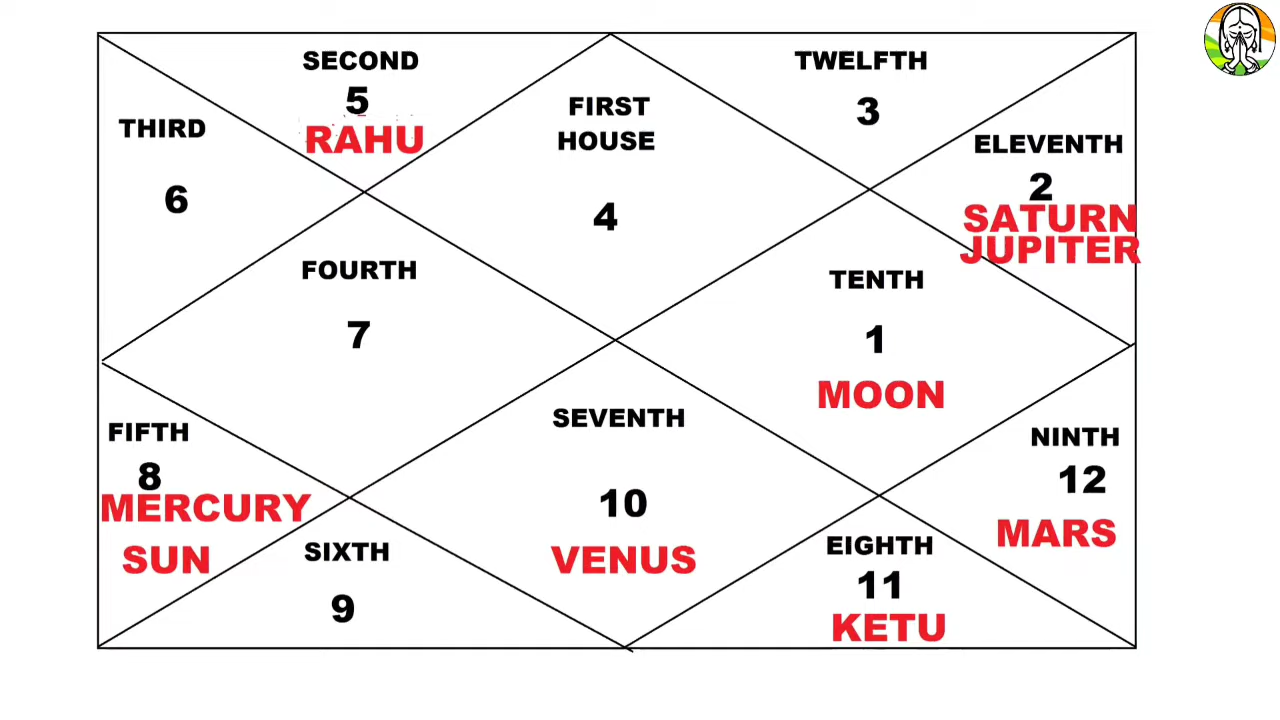 SECOND
5
RAHU
TWELFTH
3
FIRST
HOUSE
4
THIRD
6
ELEVENTH
2
SATURN
JUPITER
FOURTH
7
TENTH
1
MOON
FIFTH
8
MERCURY
SUN
SEVENTH
10
VENUS
NINTH
12
MARS
SIXTH
9
EIGHTH
11
KETU